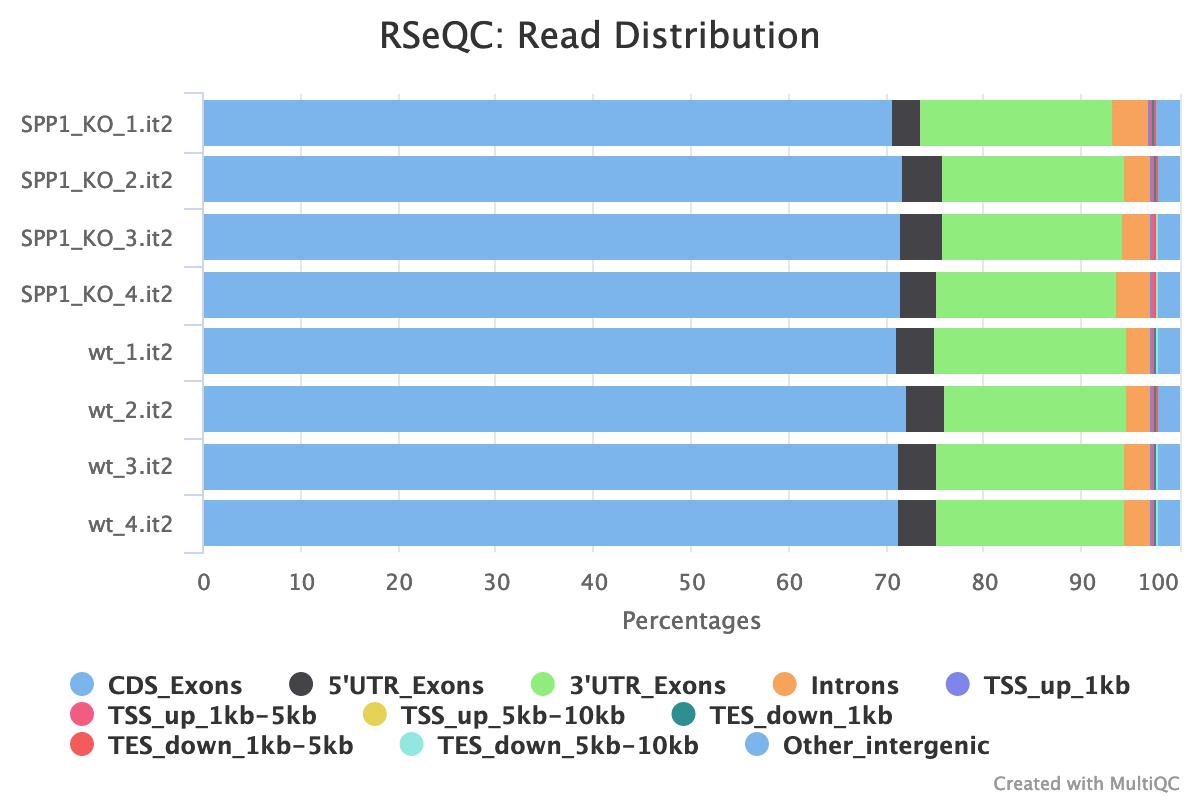 RSeQC: Read Distribution
SPP1_KO_1.it2
SPP1_KO_2.it2
SPP1_KO_3.it2
SPP1_KO_4.it2
wt_1.it2
wt_2.it2
wt_3.it2
wt_4.it2
0 10 20 30 40 50 60 70 80 90 100
Percentages
CDS_Exons 5'UTR_Exons 3'UTR_Exons Introns TSS_up_1kb
TSS_up_1kb-5kb TSS_up_5kb-10kb TES_down_1kb
TES_down_1kb-5kb TES_down_5kb-10kb Other_intergenic
Created with MultiQC